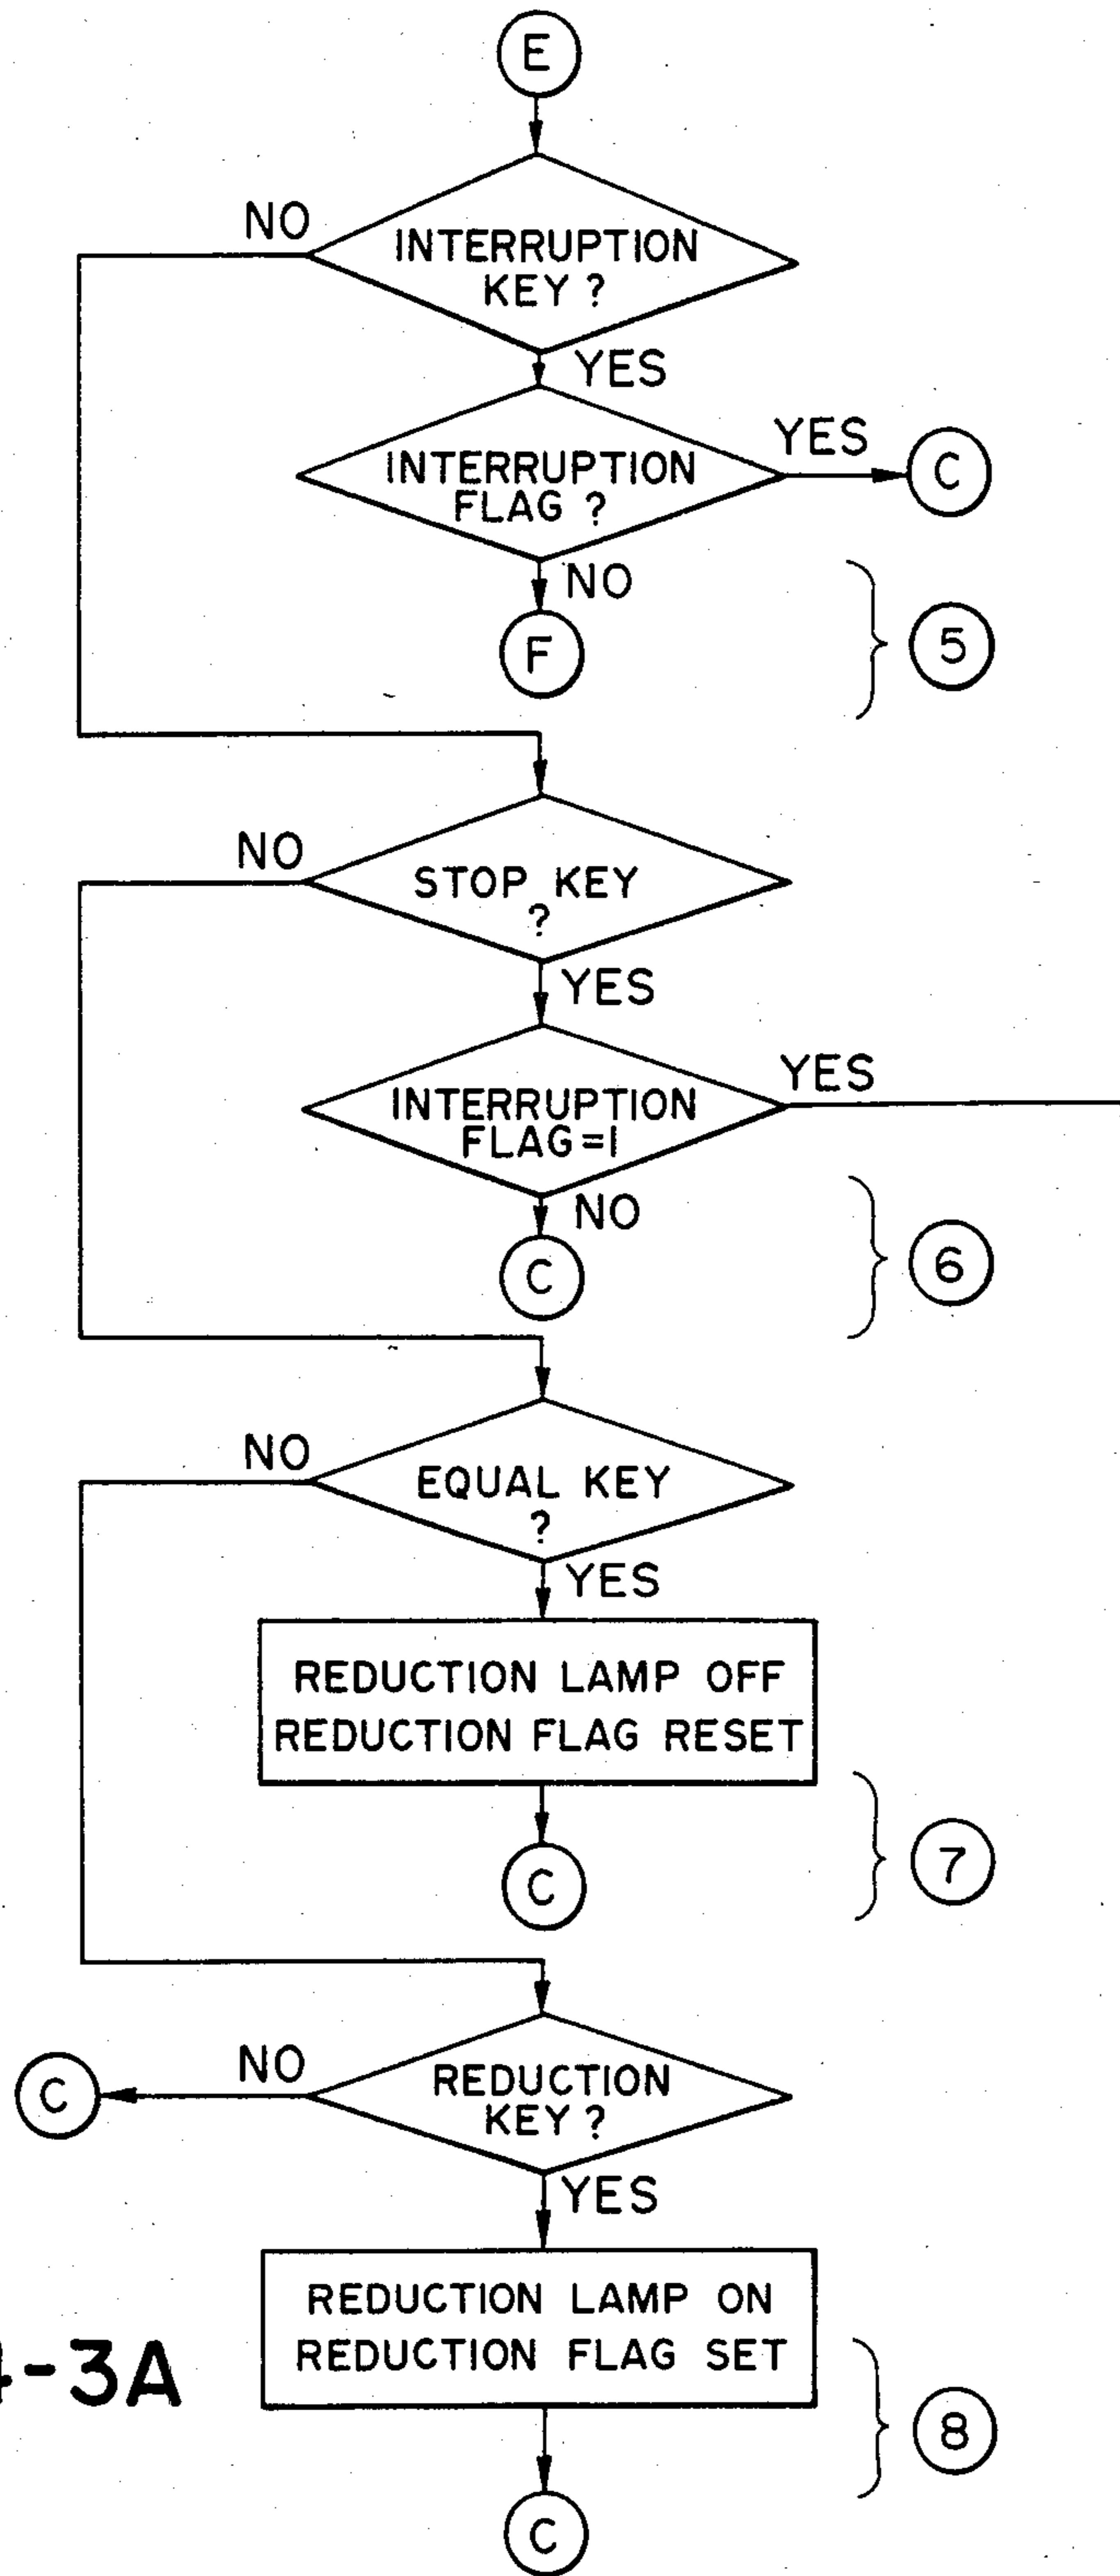 E
NO
INTERRUPTION
KEY ?
YES
INTERRUPTION
FLAG ?
YES
C
NO
F
5
NO
STOP KEY
?
YES
INTERRUPTION
FLAG=1
YES
NO
C
6
NO
EQUAL KEY
?
YES
REDUCTION LAMP OFF
REDUCTION FLAG RESET
C
7
C
NO
REDUCTION
KEY ?
YES
REDUCTION LAMP ON
REDUCTION FLAG SET
-3A
8
C